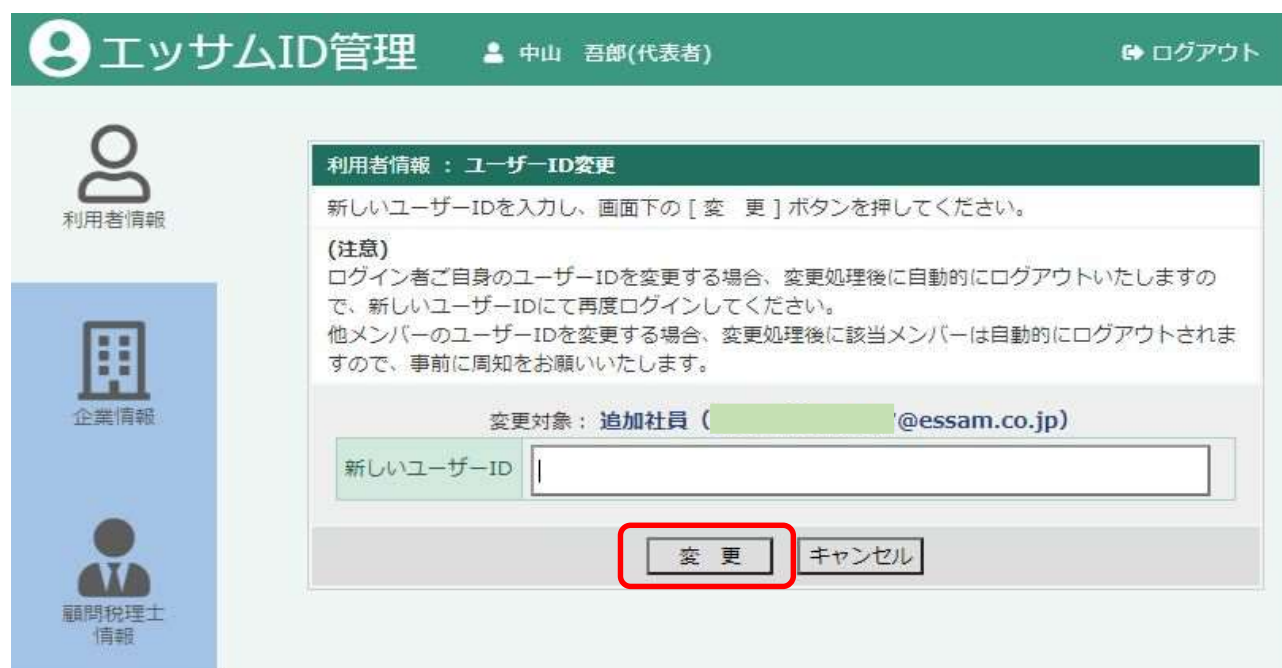 エッサムID管理
中山 吾郎(代表者)
ログアウト
利用者情報
企業情報
顧問税理士
情報
利用者情報 : ユーザーID変更
新しいユーザーIDを入力し、画面下の [ 変 更 ] ボタンを押してください。
(注意)
ログイン者ご自身のユーザーIDを変更する場合、変更処理後に自動的にログアウトいたしますの
で、新しいユーザーIDにて再度ログインしてください。
他メンバーのユーザーIDを変更する場合、変更処理後に該当メンバーは自動的にログアウトされま
すので、事前に周知をお願いいたします。
変更対象： 追加社員（ @essam.co.jp）
新しいユーザーID
変 更
キャンセル